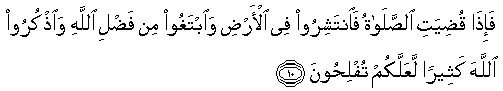 فَإِذَا قُضِيَتِ ٱلصَّلَوٰةُ فَٱنتَشِرُوا۟ فِى ٱلْأَرْضِ وَٱبْتَغُوا۟ مِن فَضْلِ ٱللَّهِ وَٱذْكُرُوا۟
ٱللَّهَ كَثِيرًا لَّعَلَّكُمْ تُفْلِحُونَ ١٠